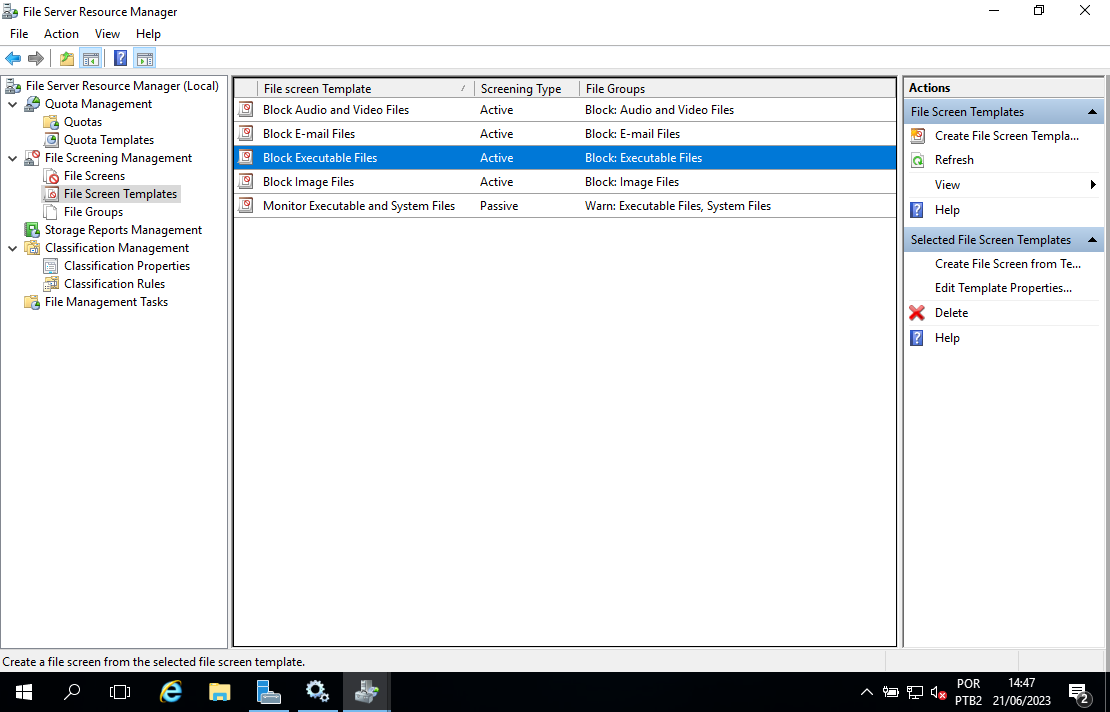 File Server Resource Manager
File Action View Help
File Server Resource Manager (Local)
Quota Management
Quotas
Quota Templates
File Screening Management
File Screens
File Screen Templates
File Groups
Storage Reports Management
Classification Management
Classification Properties
Classification Rules
File Management Tasks
File screen Template Screening Type File Groups
Block Audio and Video Files Active Block: Audio and Video Files
Block E-mail Files Active Block: E-mail Files
Block Executable Files Active Block: Executable Files
Block Image Files Active Block: Image Files
Monitor Executable and System Files Passive Warn: Executable Files, System Files
Actions
File Screen Templates
Create File Screen Templa...
Refresh
View
Help
Selected File Screen Templates
Create File Screen from Te...
Edit Template Properties...
Delete
Help
Create a file screen from the selected file screen template.
POR
PTB2
14:47
21/06/2023
2